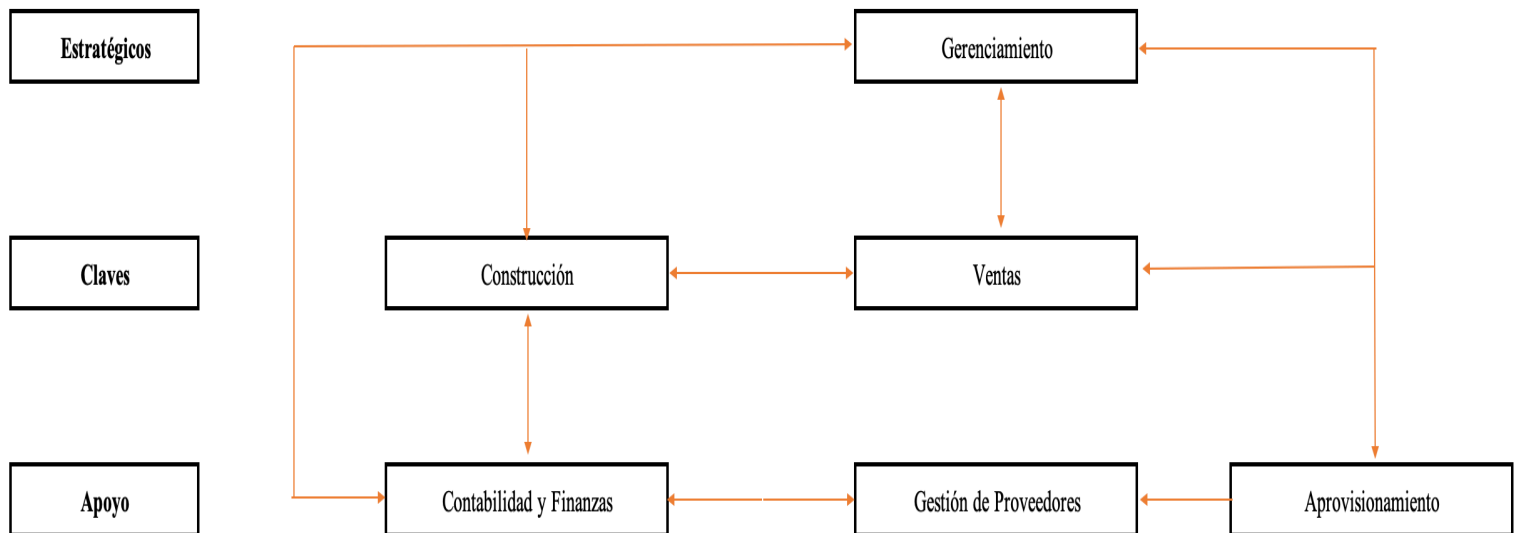 Estratégicos
Gerenciamiento
Claves
Construcción
Ventas
Apoyo
Contabilidad y Finanzas
Gestión de Proveedores
Aprovisionamiento